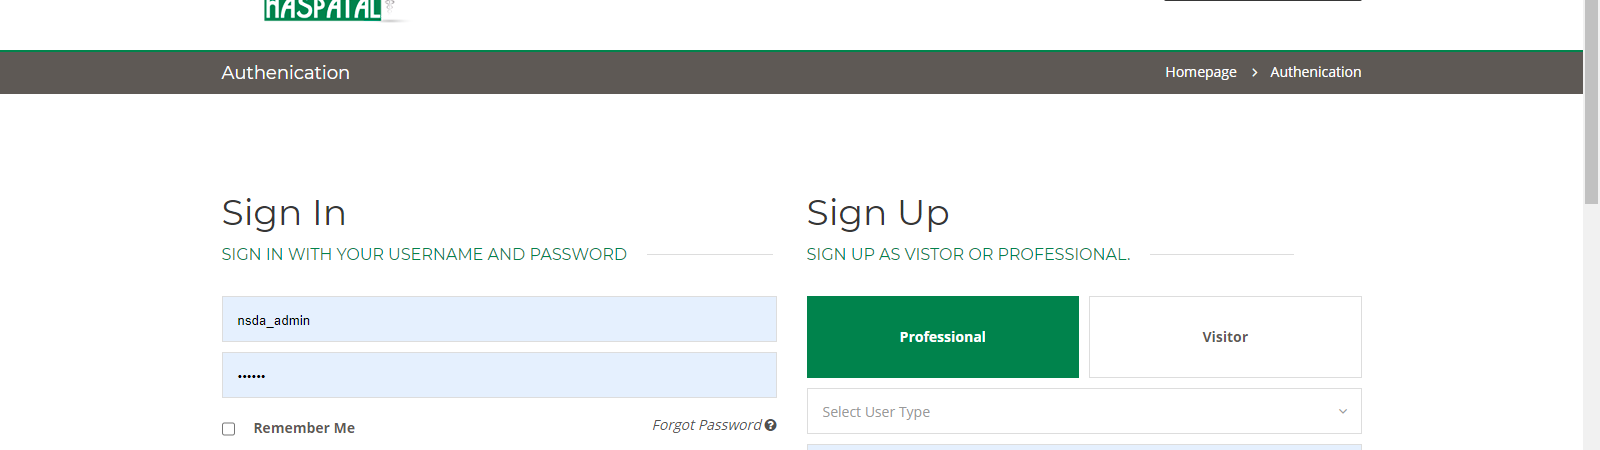 HASPATAL
Authenication
Homepage > Authenication
Sign In
SIGN IN WITH YOUR USERNAME AND PASSWORD
nsda_admin
••••••
Remember Me
Forgot Password
Sign Up
SIGN UP AS VISTOR OR PROFESSIONAL.
Professional
Visitor
Select User Type